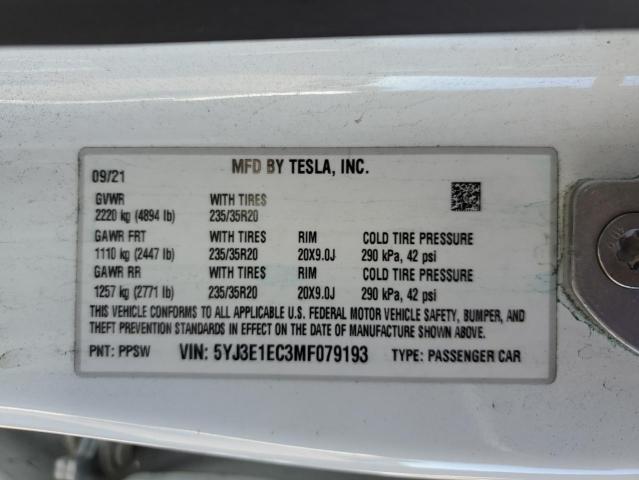 MFD BY TESLA, INC.
09/21
GVWR WITH TIRES
2220 kg (4894 lb) 235/35R20
GAWR FRT WITH TIRES RIM COLD TIRE PRESSURE
1110 kg (2447 lb) 235/35R20 20X9.0J 290 kPa, 42 psi
GAWR RR WITH TIRES RIM COLD TIRE PRESSURE
1257 kg (2771 lb) 235/35R20 20X9.0J 290 kPa, 42 psi
THIS VEHICLE CONFORMS TO ALL APPLICABLE U.S. FEDERAL MOTOR VEHICLE SAFETY, BUMPER, AND
THEFT PREVENTION STANDARDS IN EFFECT ON THE DATE OF MANUFACTURE SHOWN ABOVE.
PNT: PPSW VIN: 5YJ3E1EC3MF079193 TYPE: PASSENGER CAR